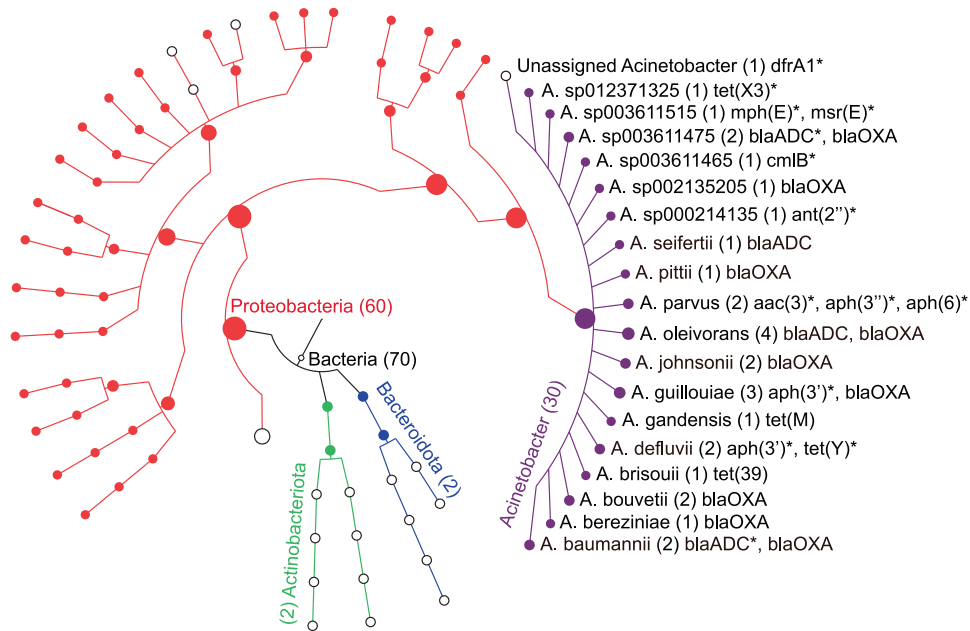 Unassigned Acinetobacter (1) dfrA1*
A. sp012371325 (1) tet(X3)*
A. sp003611515 (1) mph(E)*, msr(E)*
A. sp003611475 (2) blaADC*, blaOXA
A. sp003611465 (1) cmlB*
A. sp002135205 (1) blaOXA
A. sp000214135 (1) ant(2’’)*
A. seifertii (1) blaADC
A. pittii (1) blaOXA
A. parvus (2) aac(3)*, aph(3’’)*, aph(6)*
A. oleivorans (4) blaADC, blaOXA
A. johnsonii (2) blaOXA
A. guillouiae (3) aph(3’)*, blaOXA
A. gandensis (1) tet(M)
A. defluvii (2) aph(3’)*, tet(Y)*
A. brisouii (1) tet(39)
A. bouvetii (2) blaOXA
A. bereziniae (1) blaOXA
A. baumannii (2) blaADC*, blaOXA
Acinetobacter (30)
Proteobacteria (60)
Bacteria (70)
Bacteroidota (2)
(2) Actinobacteriota